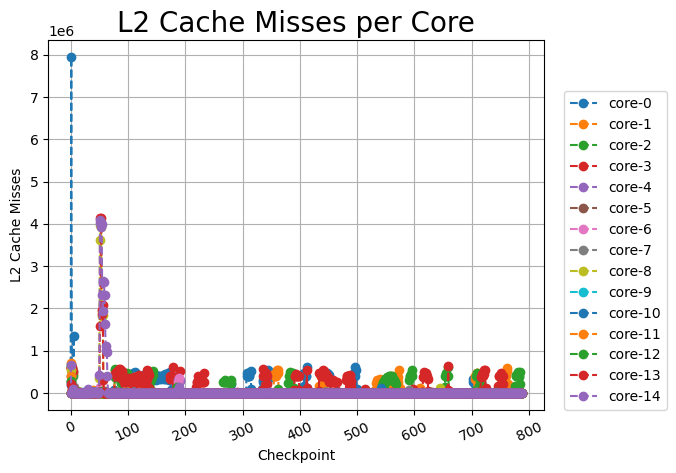 L2 Cache Misses per Core
1e6
8
7
6
5
4
3
2
1
0
L2 Cache Misses
0
100
200
300
400
500
600
700
800
Checkpoint
core-0
core-1
core-2
core-3
core-4
core-5
core-6
core-7
core-8
core-9
core-10
core-11
core-12
core-13
core-14